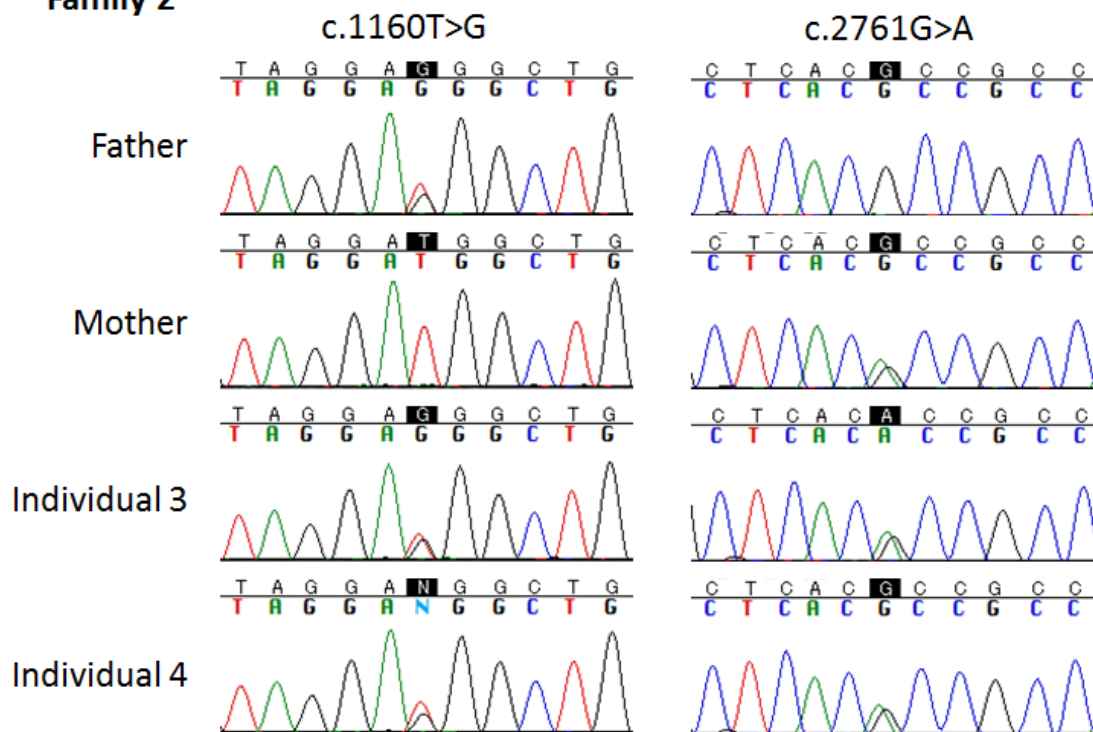 Family 2
c.1160T>G c.2761G>A
T A G G A G G G C T G C T C A C G C C G C C
T A G G A G G G C T G C T C A C G C C G C C
Father
T A G G A T G G C T G C T C A C G C C G C C
T A G G A T G G C T G C T C A C G C C G C C
Mother
T A G G A G G G C T G C T C A C A C C G C C
T A G G A G G G C T G C T C A C A C C G C C
Individual 3
T A G G A N G G C T G C T C A C G C C G C C
T A G G A N G G C T G C T C A C G C C G C C
Individual 4